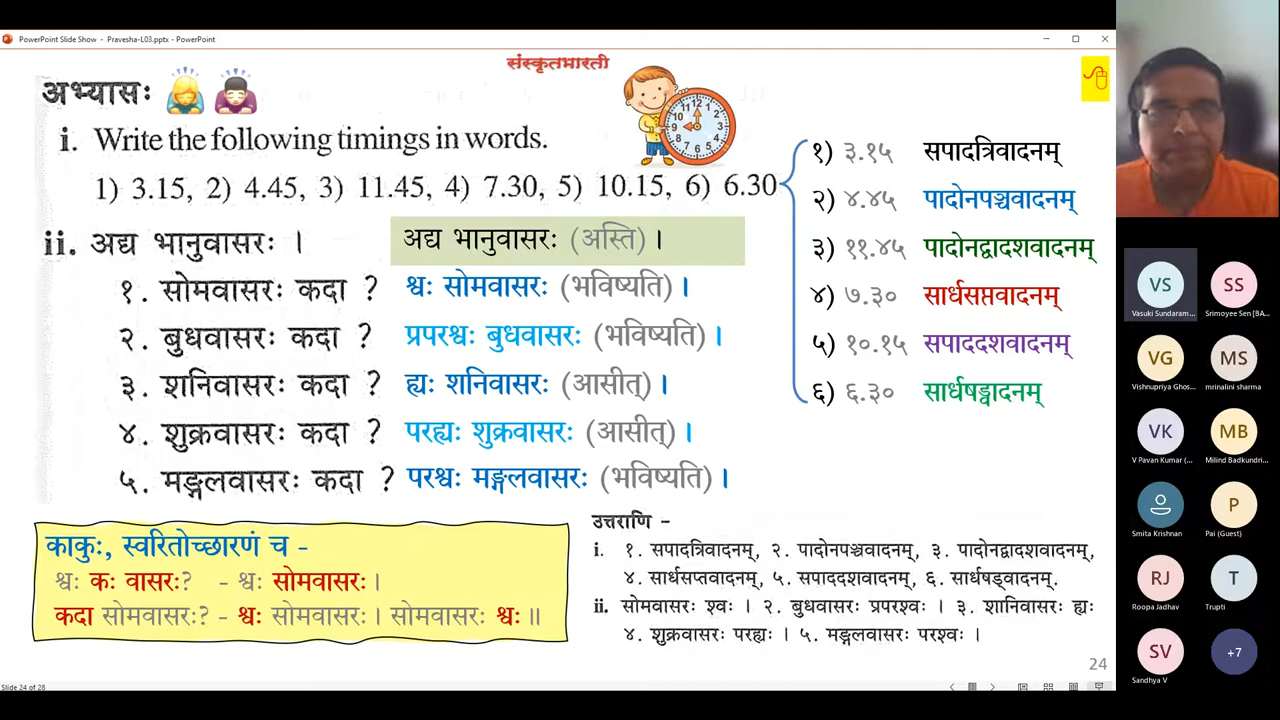 PowerPoint Slide Show - Pravesha-L03.pptx - PowerPoint
संस्कृतभारती
अभ्यासः
i. Write the following timings in words.
1) 3.15, 2) 4.45, 3) 11.45, 4) 7.30, 5) 10.15, 6) 6.30
१) ३.१५ सपादत्रिवादनम्
२) ४.४५ पादोनपञ्चवादनम्
३) ११.४५ पादोनद्वादशवादनम्
४) ७.३० सार्धसप्तवादनम्
५) १०.१५ सपाददशवादनम्
६) ६.३० सार्धषड्वादनम्
ii. अद्य भानुवासरः । अद्य भानुवासरः (अस्ति) ।
१. सोमवासरः कदा ? श्वः सोमवासरः (भविष्यति) ।
२. बुधवासरः कदा ? प्रपरश्वः बुधवासरः (भविष्यति) ।
३. शनिवासरः कदा ? ह्यः शनिवासरः (आसीत्) ।
४. शुक्रवासरः कदा ? परह्यः शुक्रवासरः (आसीत्) ।
५. मङ्गलवासरः कदा ? परश्वः मङ्गलवासरः (भविष्यति) ।
काकुः, स्वरितोच्छारणं च -
श्वः कः वासरः? - श्वः सोमवासरः ।
कदा सोमवासरः? - श्वः सोमवासरः । सोमवासरः श्वः ॥
उत्तराणि -
i. १. सपादत्रिवादनम्, २. पादोनपञ्चवादनम्, ३. पादोनद्वादशवादनम्,
४. सार्धसप्तवादनम्, ५. सपाददशवादनम्, ६. सार्धषड्वादनम्.
ii. सोमवासरः श्वः । २. बुधवासरः प्रपरश्वः । ३. शानिवासरः ह्यः
४. शुक्रवासरः परह्यः । ५. मङ्गलवासरः परश्वः ।
24
Slide 24 of 28
VS
Vasuki Sundaram ...
SS
Srimoyee Sen [BA...
VG
Vishnupriya Ghos...
MS
mrinalini sharma
VK
V Pavan Kumar (...
MB
Milind Badkundri...
Smita Krishnan
P
Pai (Guest)
RJ
Roopa Jadhav
T
Trupti
SV
Sandhya V
+7